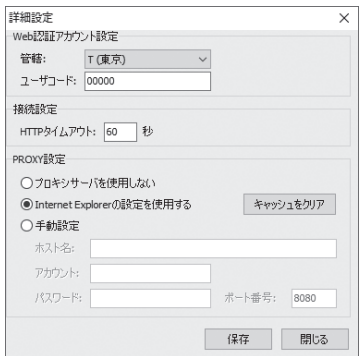 詳細設定
Web認証アカウント設定
管轄: T (東京)
ユーザコード: 00000
接続設定
HTTPタイムアウト: 60 秒
PROXY設定
プロキシサーバを使用しない
Internet Explorerの設定を使用する キャッシュをクリア
手動設定
ホスト名:
アカウント:
パスワード: ポート番号: 8080
保存 閉じる